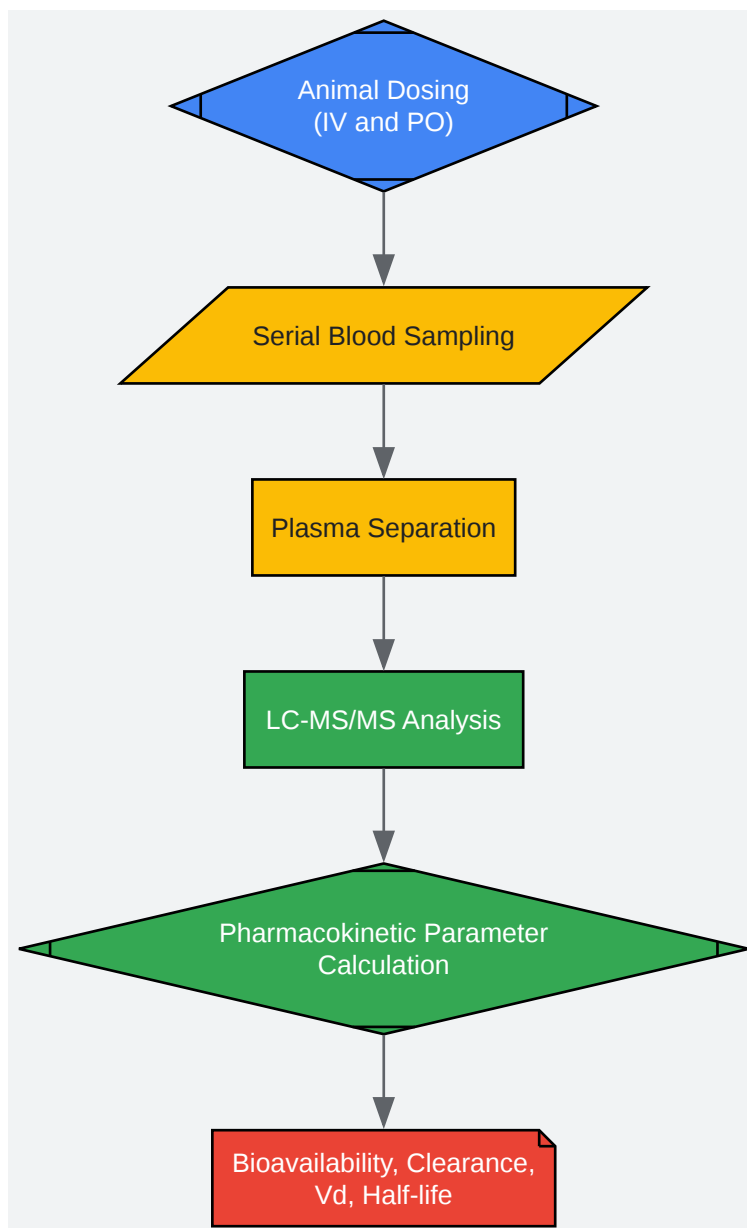 Animal Dosing
(IV and PO)
Serial Blood Sampling
Plasma Separation
LC-MS/MS Analysis
Pharmacokinetic Parameter
Calculation
Bioavailability, Clearance,
Vd, Half-life